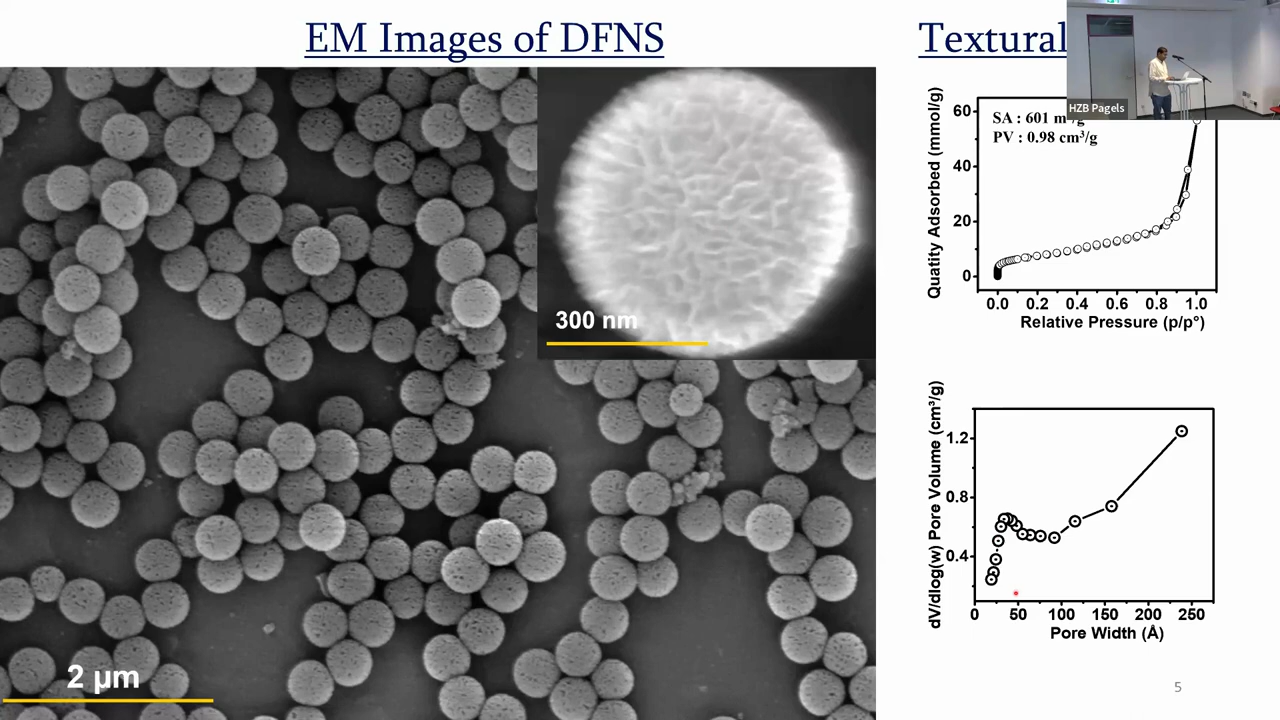 EM Images of DFNS
Textural
HZB Pagels
300 nm
2 µm
Quatity Adsorbed (mmol/g)
60
40
20
0
SA : 601 m /g
PV : 0.98 cm³/g
0.0 0.2 0.4 0.6 0.8 1.0
Relative Pressure (p/p°)
dV/dlog(w) Pore Volume (cm³/g)
1.2
0.8
0.4
0 50 100 150 200 250
Pore Width (Å)
5